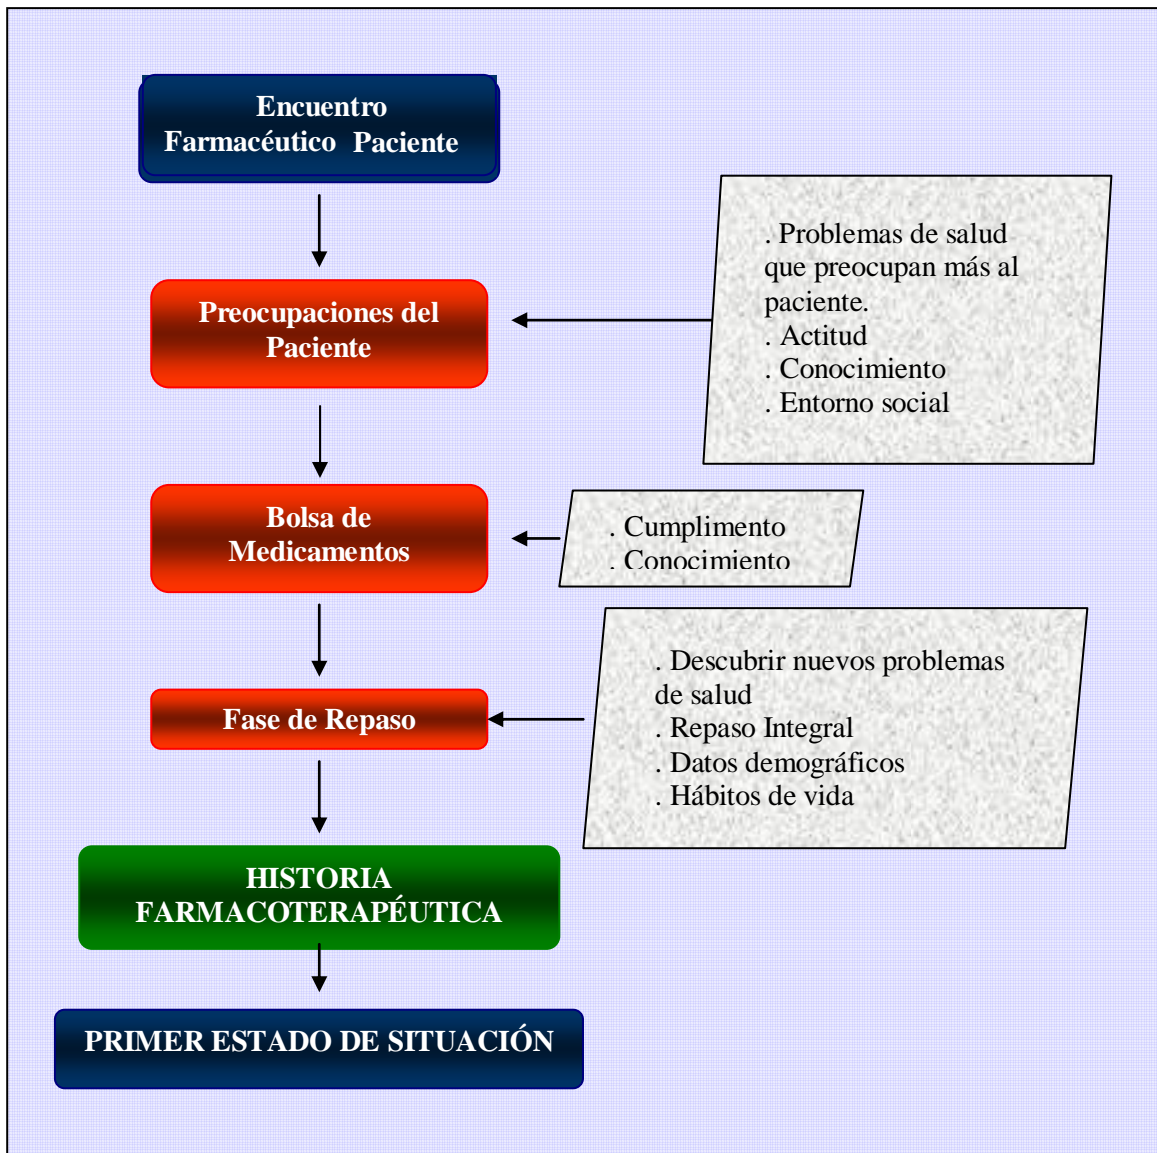 Encuentro
Farmacéutico Paciente
. Problemas de salud
que preocupan más al
paciente.
. Actitud
. Conocimiento
. Entorno social
Preocupaciones del
Paciente
Bolsa de
Medicamentos
. Cumplimento
. Conocimiento
. Descubrir nuevos problemas
de salud
. Repaso Integral
. Datos demográficos
. Hábitos de vida
Fase de Repaso
HISTORIA
FARMACOTERAPÉUTICA
PRIMER ESTADO DE SITUACIÓN